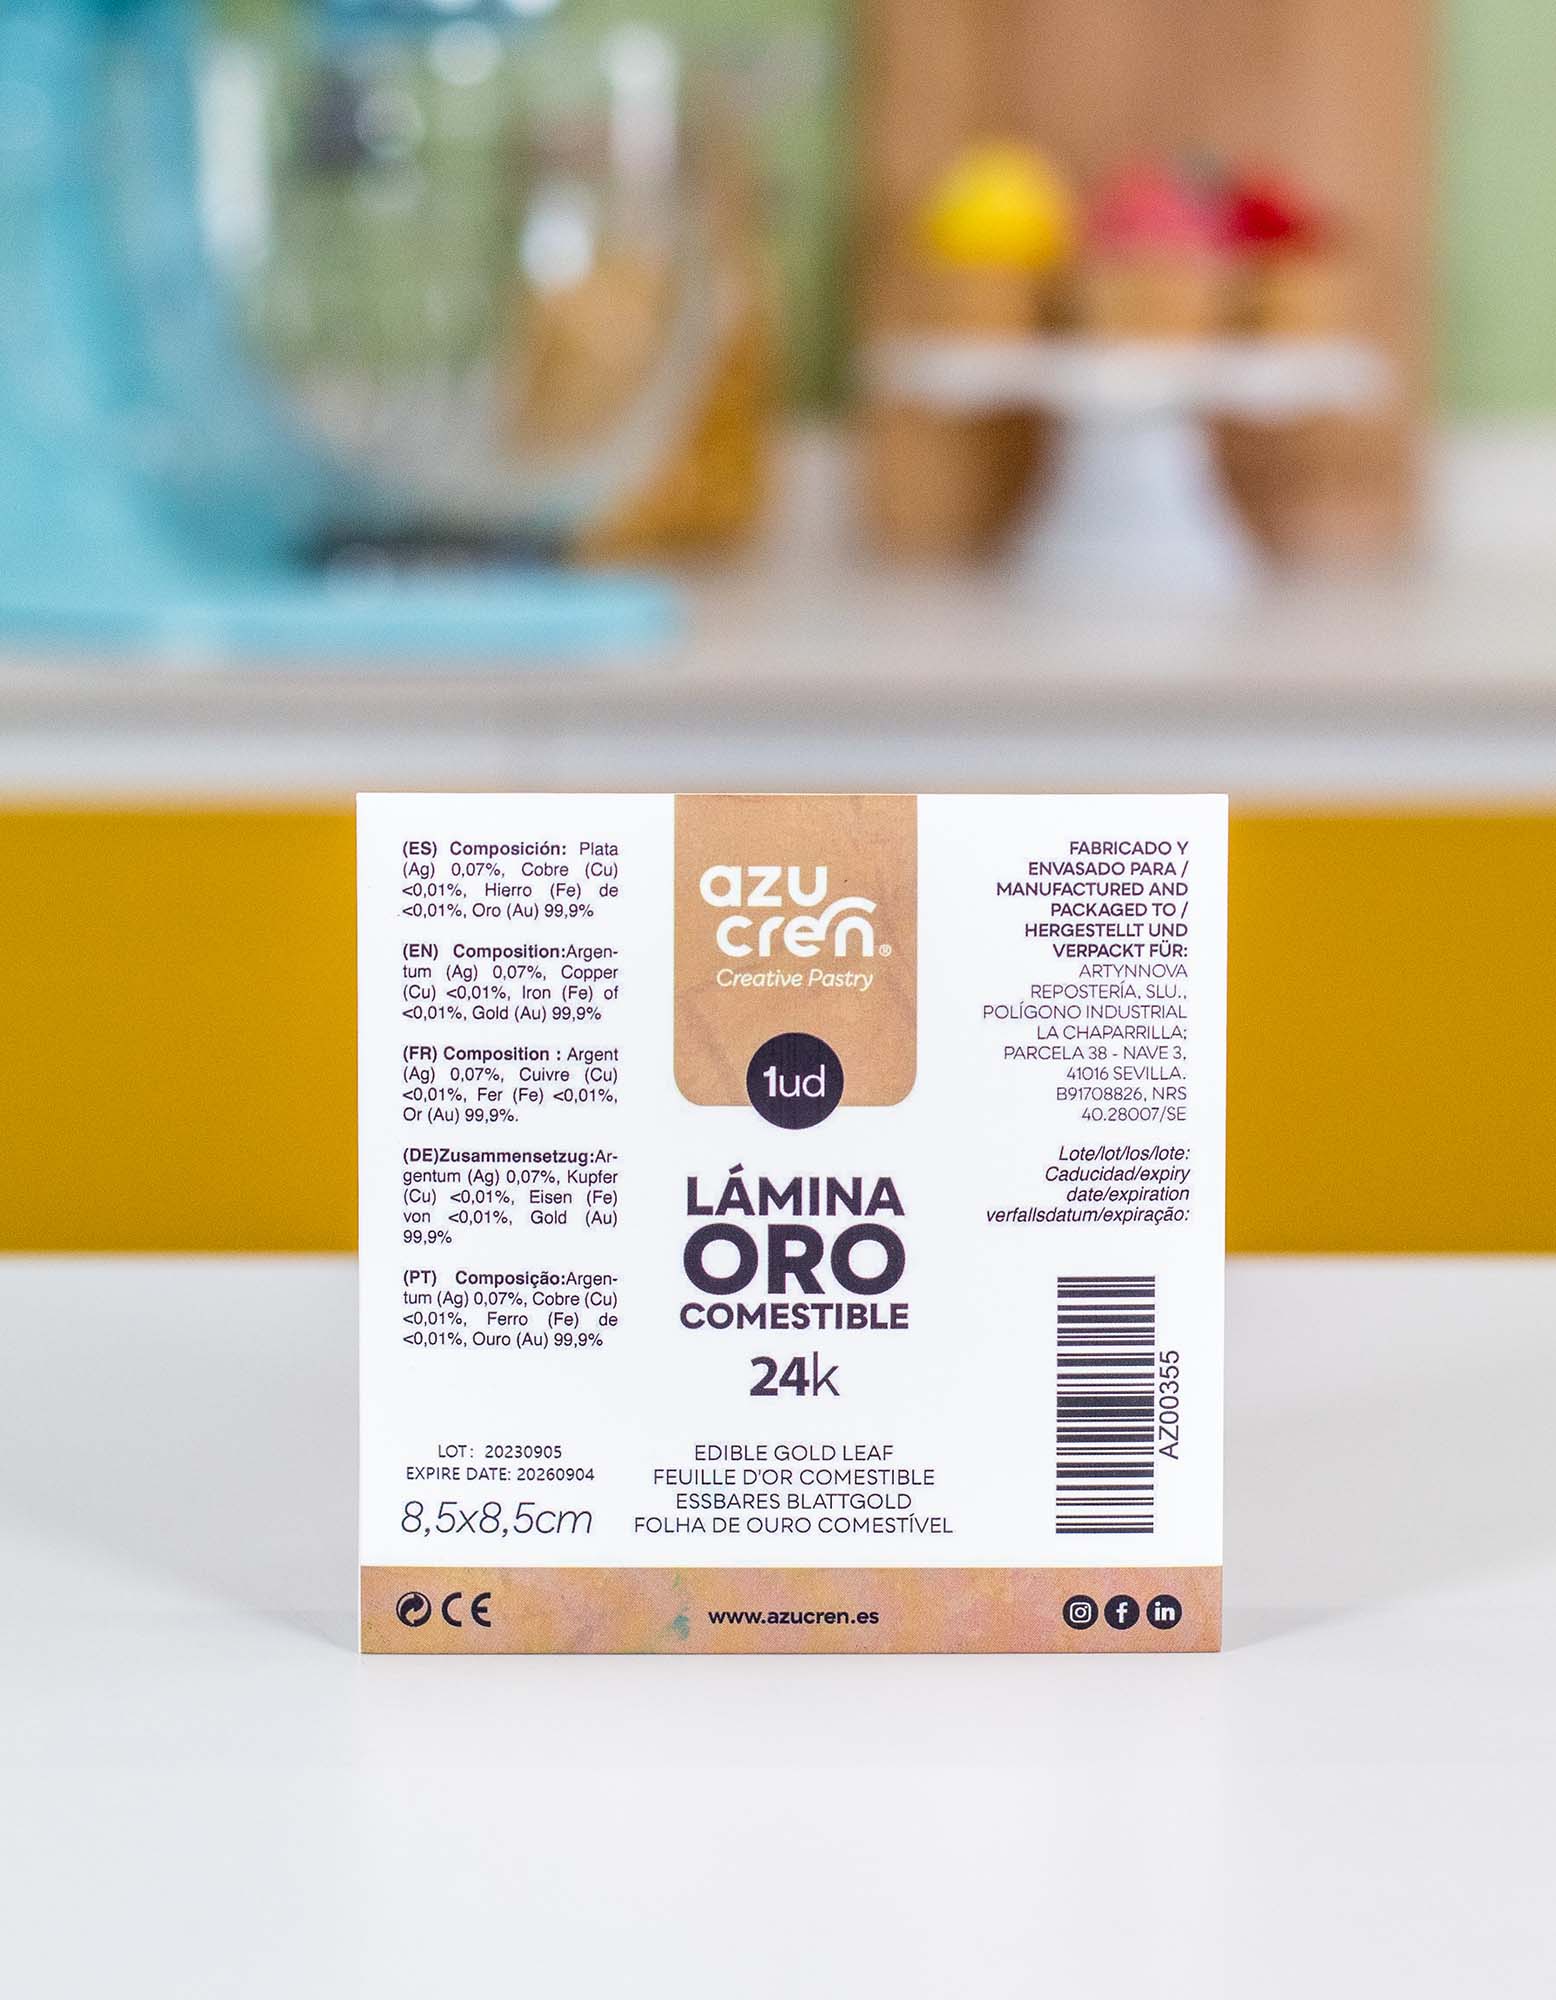 (ES) Composición: Plata
(Ag) 0,07%, Cobre (Cu)
<0,01%, Hierro (Fe) de
<0,01%, Oro (Au) 99,9%
(EN) Composition:Argen-
tum (Ag) 0,07%, Copper
(Cu) <0,01%, Iron (Fe) of
<0,01%, Gold (Au) 99,9%
(FR) Composition : Argent
(Ag) 0,07%, Cuivre (Cu)
<0,01%, Fer (Fe) <0,01%,
Or (Au) 99,9%.
(DE)Zusammensetzug:Ar-
gentum (Ag) 0,07%, Kupfer
(Cu) <0,01%, Eisen (Fe)
von <0,01%, Gold (Au)
99,9%
(PT) Composição:Argen-
tum (Ag) 0,07%, Cobre (Cu)
<0,01%, Ferro (Fe) de
<0,01%, Ouro (Au) 99,9%
LOT: 20230905
EXPIRE DATE: 20260904
8,5x8,5cm
azu
cren®
Creative Pastry
1ud
LÁMINA
ORO
COMESTIBLE
24k
EDIBLE GOLD LEAF
FEUILLE D'OR COMESTIBLE
ESSBARES BLATTGOLD
FOLHA DE OURO COMESTÍVEL
FABRICADO Y
ENVASADO PARA /
MANUFACTURED AND
PACKAGED TO /
HERGESTELLT UND
VERPACKT FÜR:
ARTYNNOVA
REPOSTERÍA, SLU.,
POLÍGONO INDUSTRIAL
LA CHAPARRILLA;
PARCELA 38 - NAVE 3,
41016 SEVILLA.
B91708826, NRS
40.28007/SE
Lote/lot/los/lote:
Caducidad/expiry
date/expiration
verfallsdatum/expiração:
AZ00355
CE
www.azucren.es
f
in